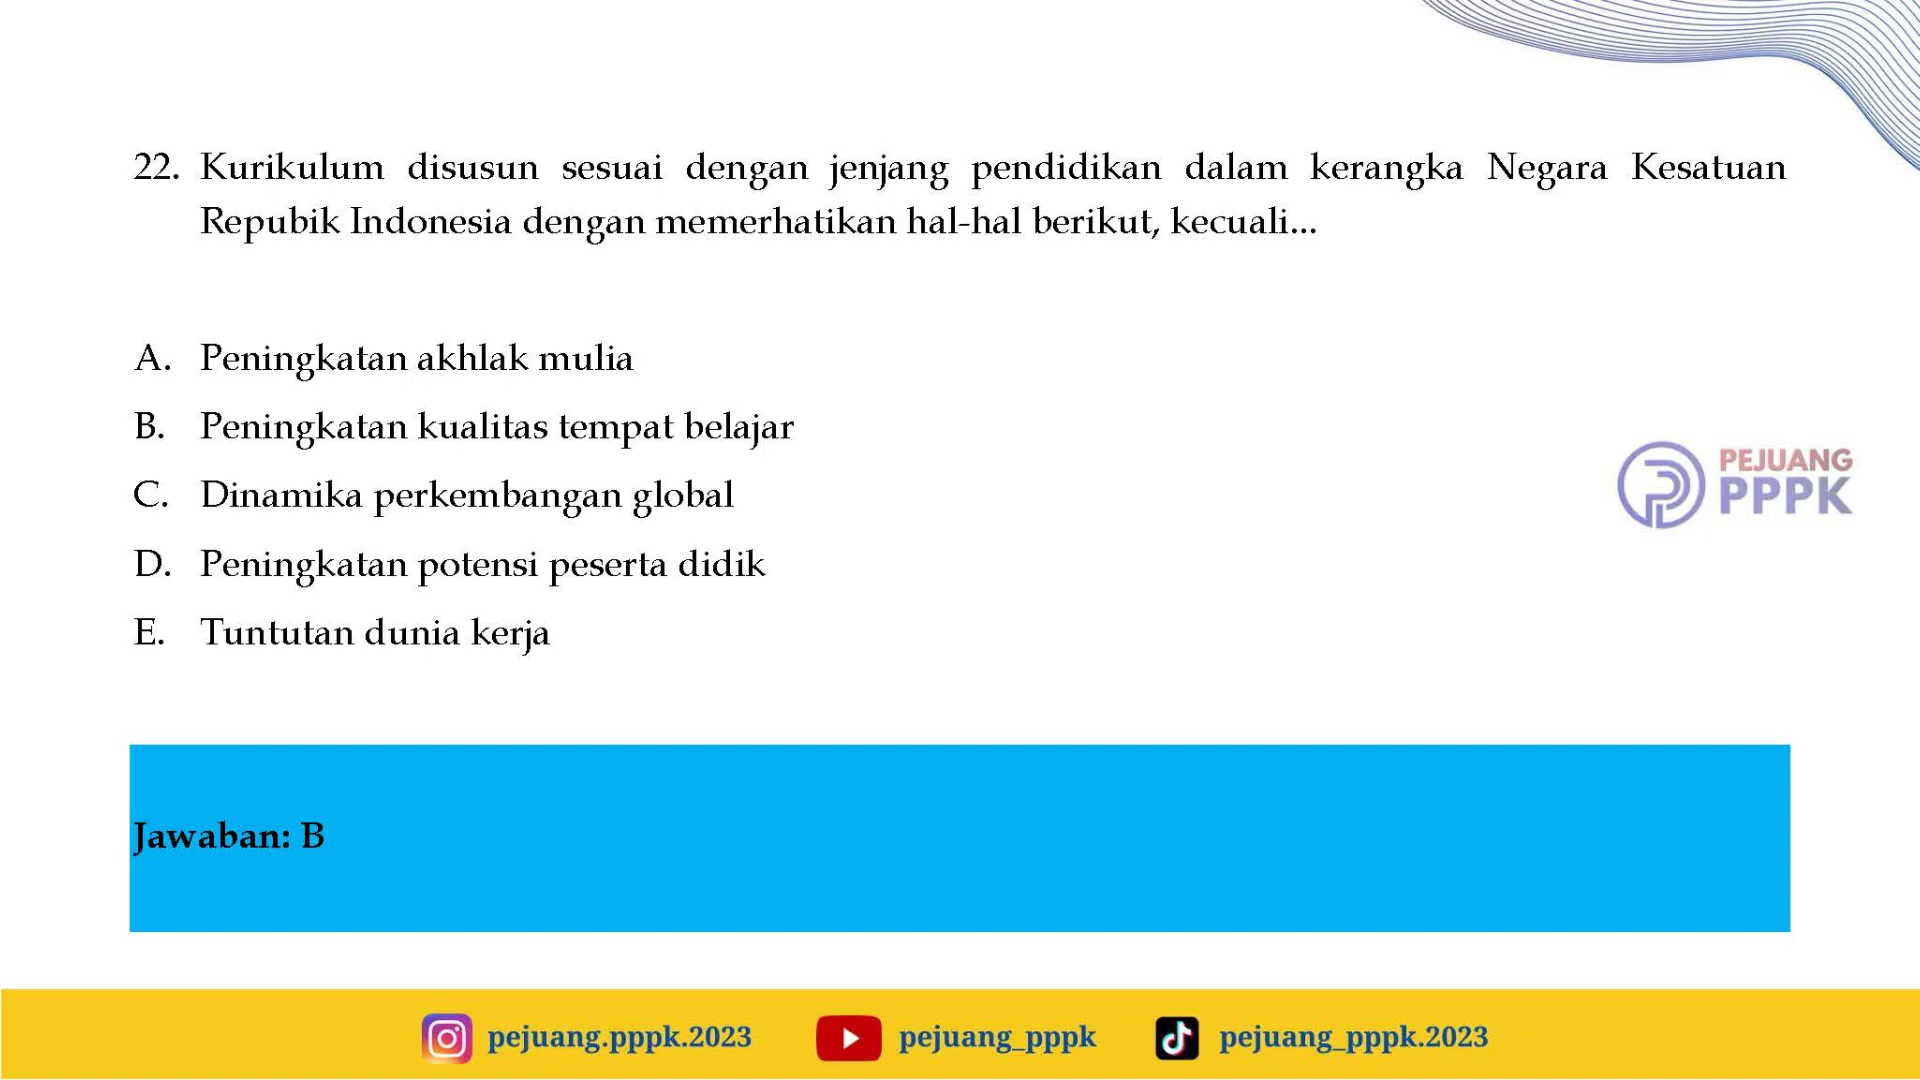 22. Kurikulum disusun sesuai dengan jenjang pendidikan dalam kerangka Negara Kesatuan
Repubik Indonesia dengan memerhatikan hal-hal berikut, kecuali...
A. Peningkatan akhlak mulia
B. Peningkatan kualitas tempat belajar
C. Dinamika perkembangan global
D. Peningkatan potensi peserta didik
E. Tuntutan dunia kerja
PEJUANG
PPPK
Jawaban: B
pejuang.pppk.2023 pejuang_pppk pejuang_pppk.2023